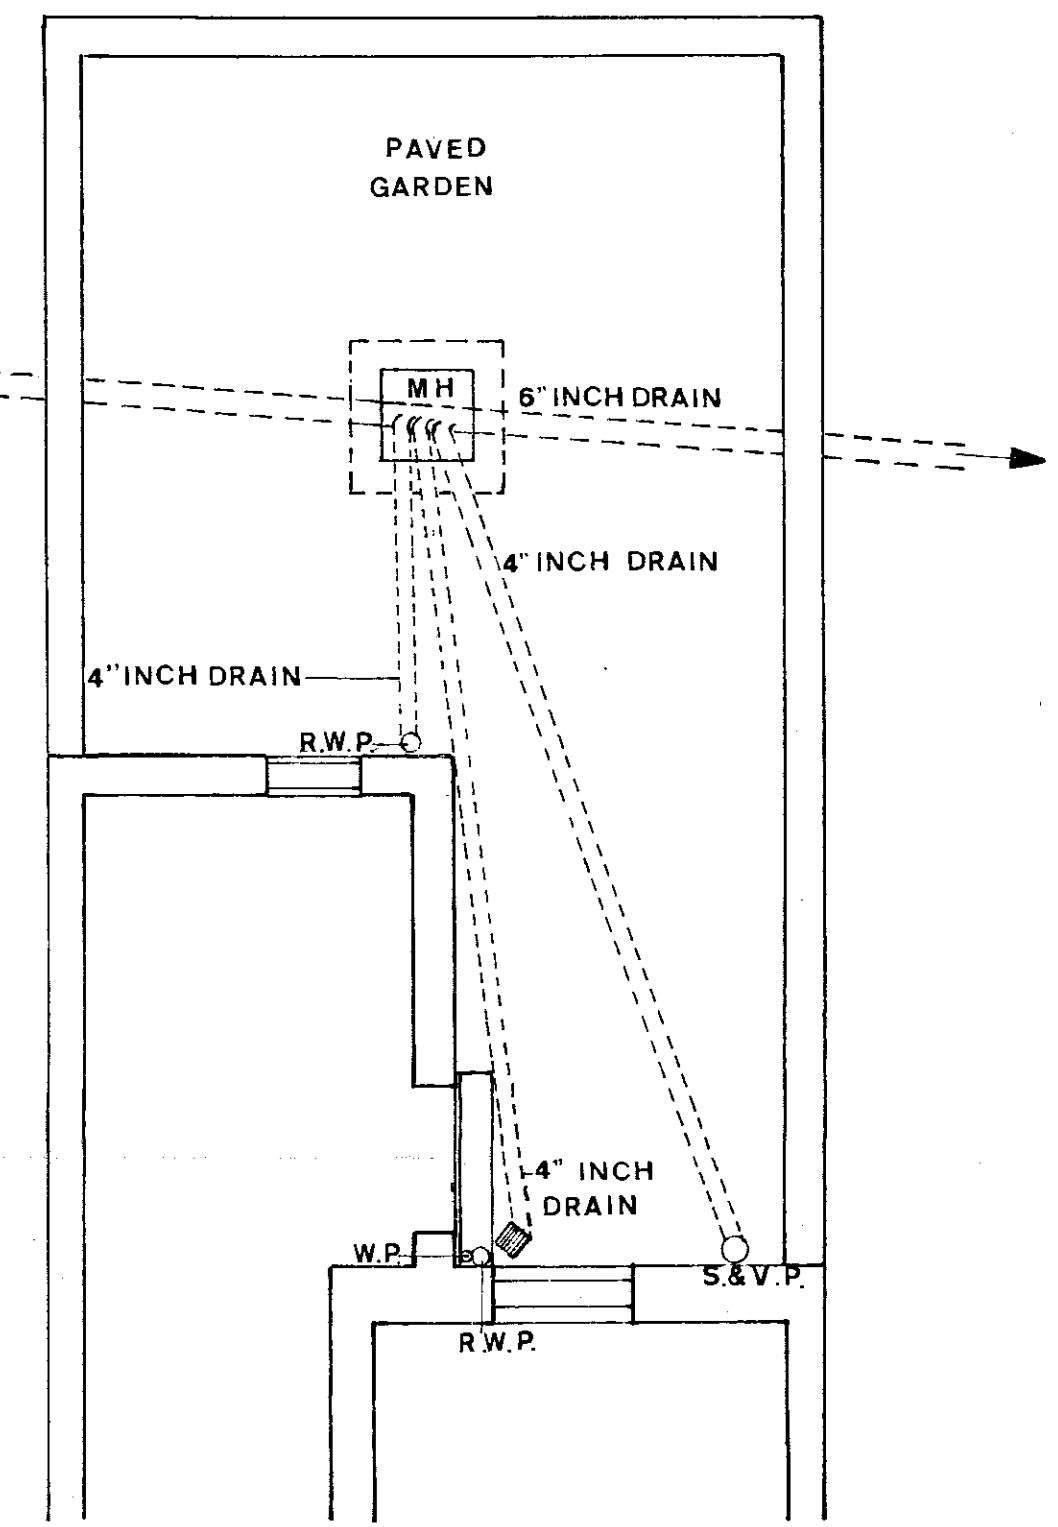 PAVED
GARDEN
MH
6" INCH DRAIN
4" INCH DRAIN
4" INCH DRAIN
R.W.P.
4" INCH
DRAIN
W.P.
S.& V.P.
R.W.P.